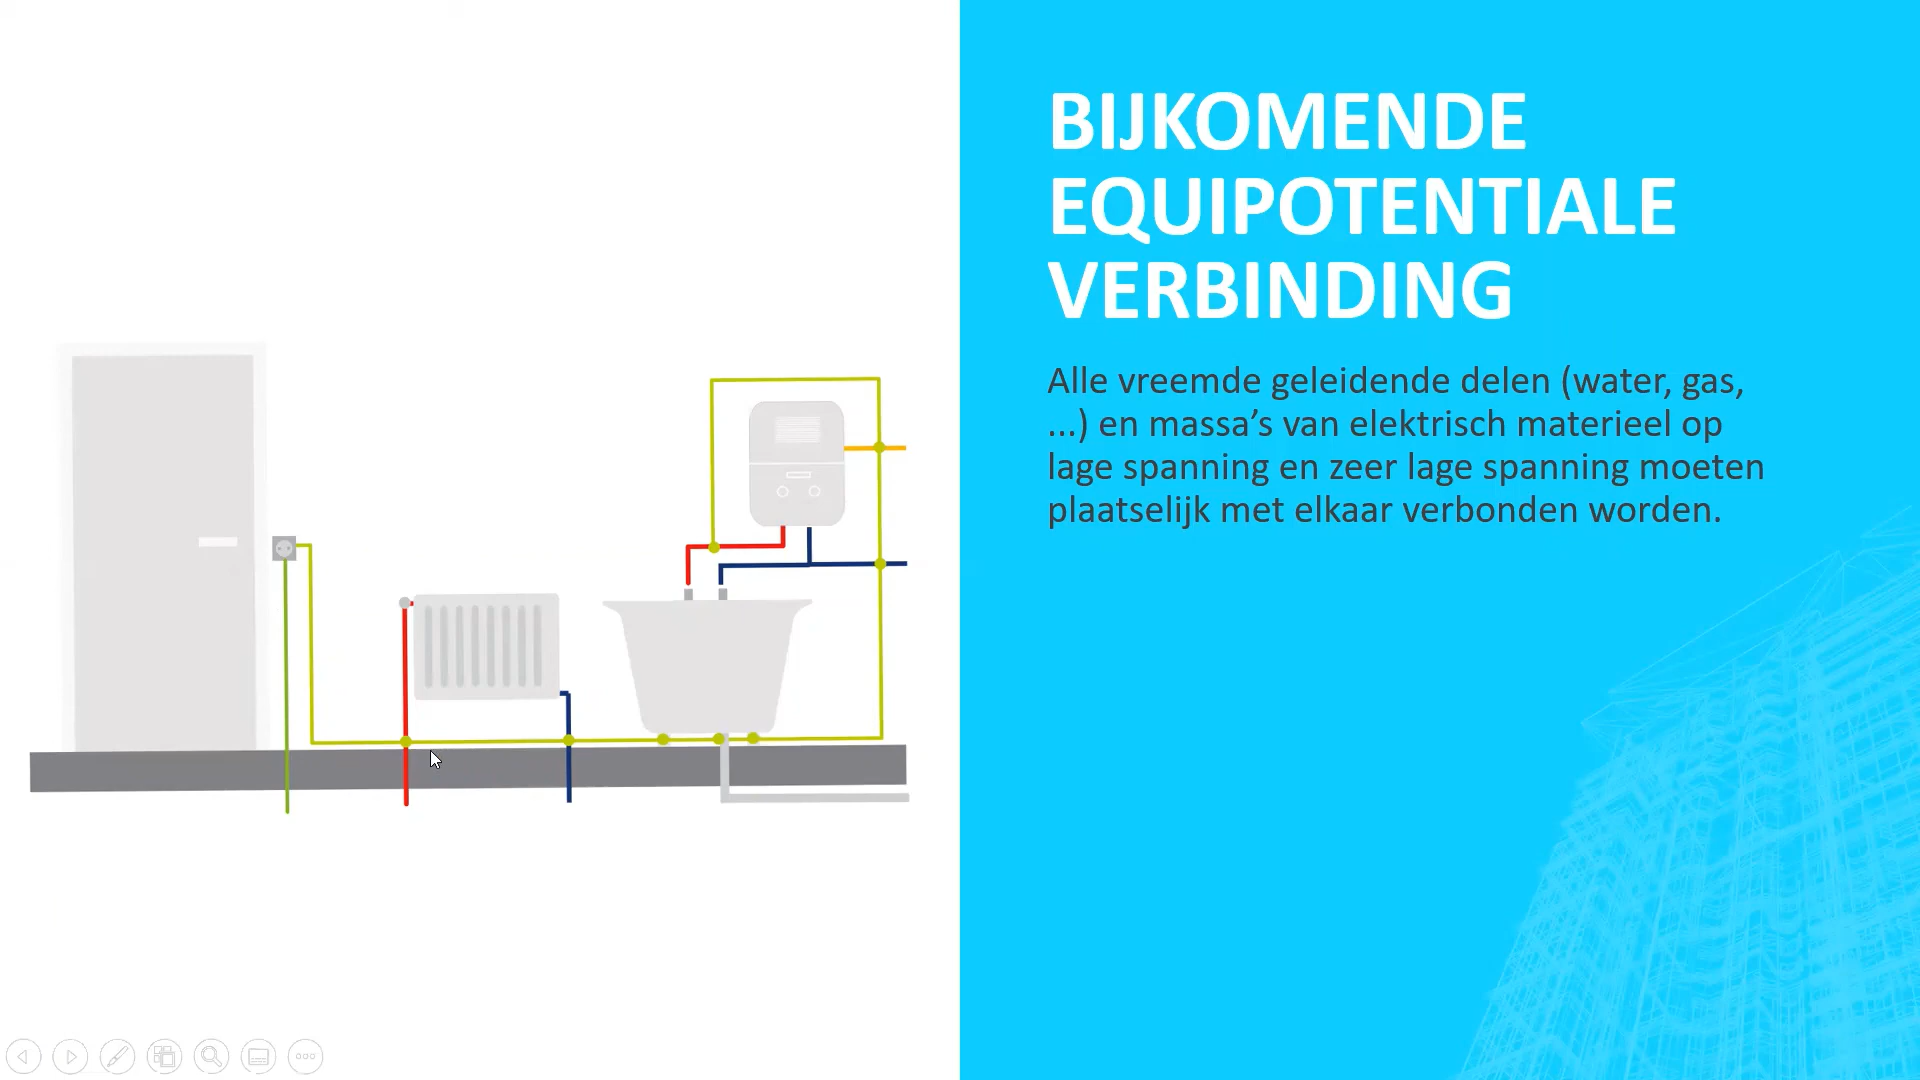 BIJKOMENDE
EQUIPOTENTIALE
VERBINDING
Alle vreemde geleidende delen (water, gas,
...) en massa’s van elektrisch materieel op
lage spanning en zeer lage spanning moeten
plaatselijk met elkaar verbonden worden.